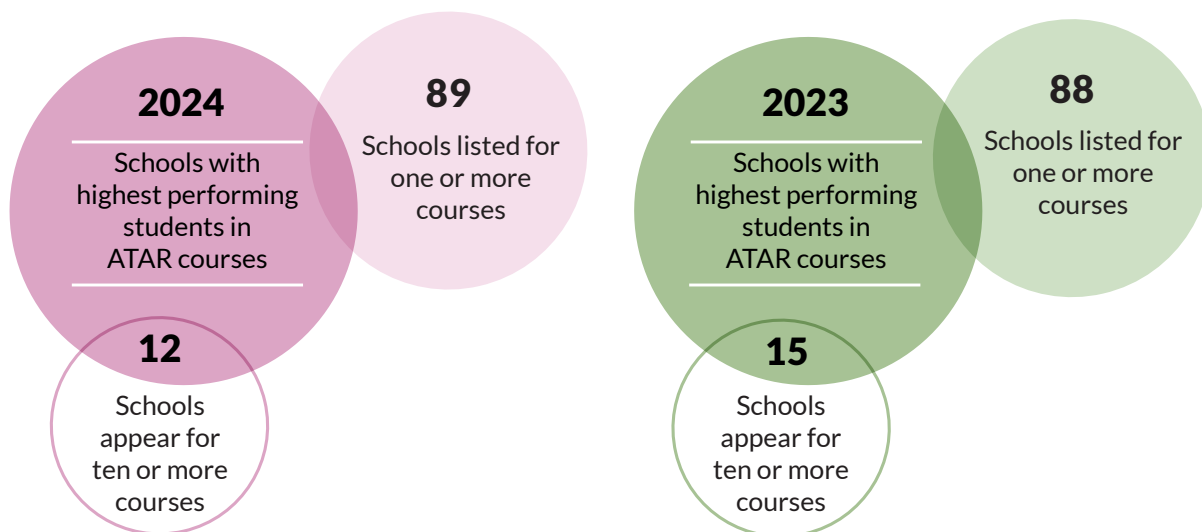 2024
Schools with
highest performing
students in
ATAR courses
89
Schools listed for
one or more
courses
12
Schools
appear for
ten or more
courses
2023
Schools with
highest performing
students in
ATAR courses
88
Schools listed for
one or more
courses
15
Schools
appear for
ten or more
courses